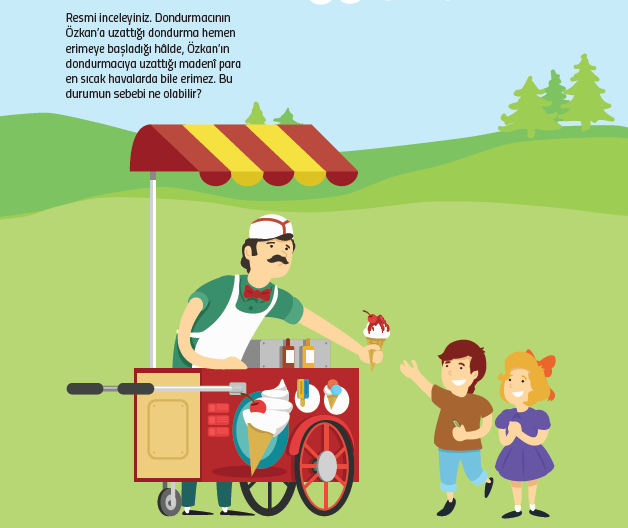 Resmi inceleyiniz. Dondurmacının
Özkan’a uzattığı dondurma hemen
erimeye başladığı hâlde, Özkan’ın
dondurmacıya uzattığı madenî para
en sıcak havalarda bile erimez. Bu
durumun sebebi ne olabilir?